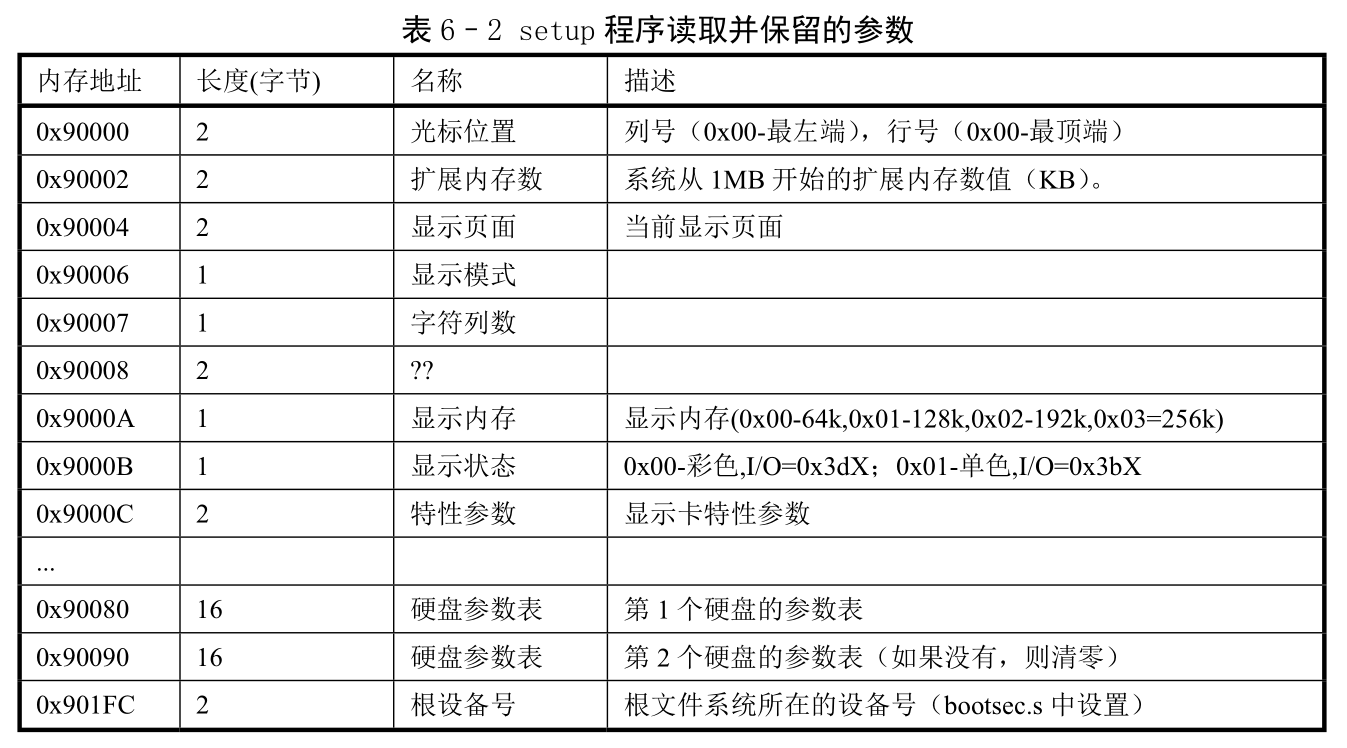 表 6－2 setup 程序读取并保留的参数
内存地址 长度(字节) 名称 描述
0x90000 2 光标位置 列号（0x00-最左端），行号（0x00-最顶端）
0x90002 2 扩展内存数 系统从 1MB 开始的扩展内存数值（KB）。
0x90004 2 显示页面 当前显示页面
0x90006 1 显示模式
0x90007 1 字符列数
0x90008 2 ??
0x9000A 1 显示内存 显示内存(0x00-64k,0x01-128k,0x02-192k,0x03=256k)
0x9000B 1 显示状态 0x00-彩色,I/O=0x3dX；0x01-单色,I/O=0x3bX
0x9000C 2 特性参数 显示卡特性参数
...
0x90080 16 硬盘参数表 第 1 个硬盘的参数表
0x90090 16 硬盘参数表 第 2 个硬盘的参数表（如果没有，则清零）
0x901FC 2 根设备号 根文件系统所在的设备号（bootsec.s 中设置）